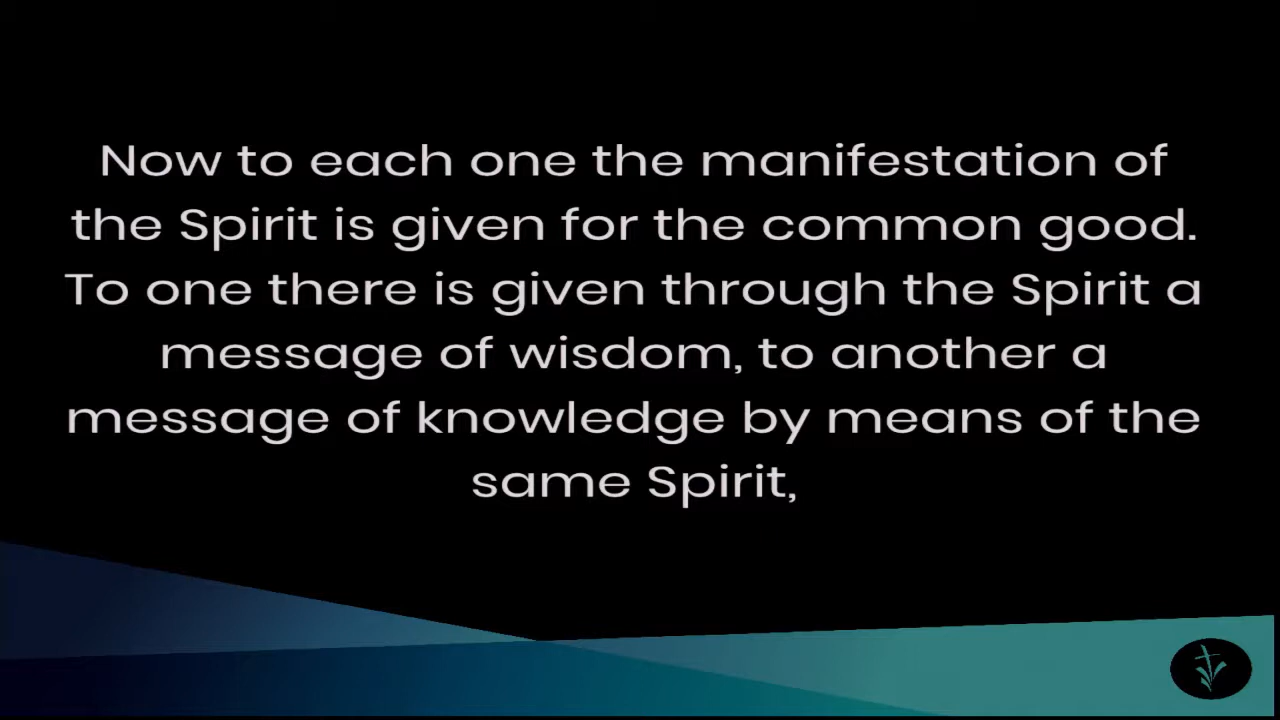 Now to each one the manifestation of
the Spirit is given for the common good.
To one there is given through the Spirit a
message of wisdom, to another a
message of knowledge by means of the
same Spirit,